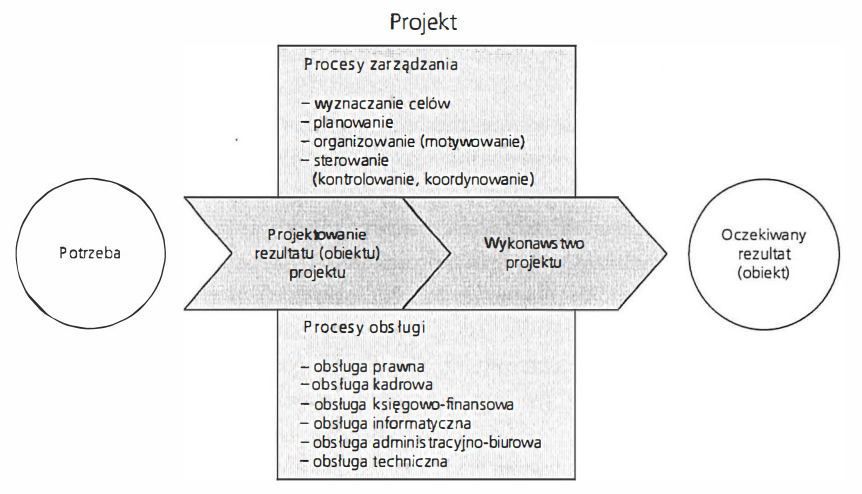 Projekt
Procesy zarządzania
– wyznaczanie celów
– planowanie
– organizowanie (motywowanie)
– sterowanie
(kontrolowanie, koordynowanie)
Potrzeba
Projektowanie
rezultatu (obiektu)
projektu
Wykonawstwo
projektu
Oczekiwany
rezultat
(obiekt)
Procesy obsługi
– obsługa prawna
– obsługa kadrowa
– obsługa księgowo-finansowa
– obsługa informatyczna
– obsługa administracyjno-biurowa
– obsługa techniczna